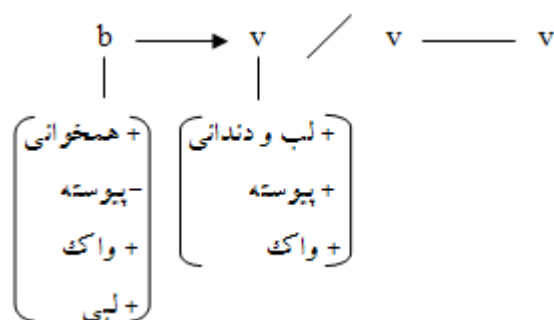 b ⟶ v / v —— v
+ همخوانی
- پیوسته
+ واک
+ لبی
+ لب و دندانی
+ پیوسته
+ واک